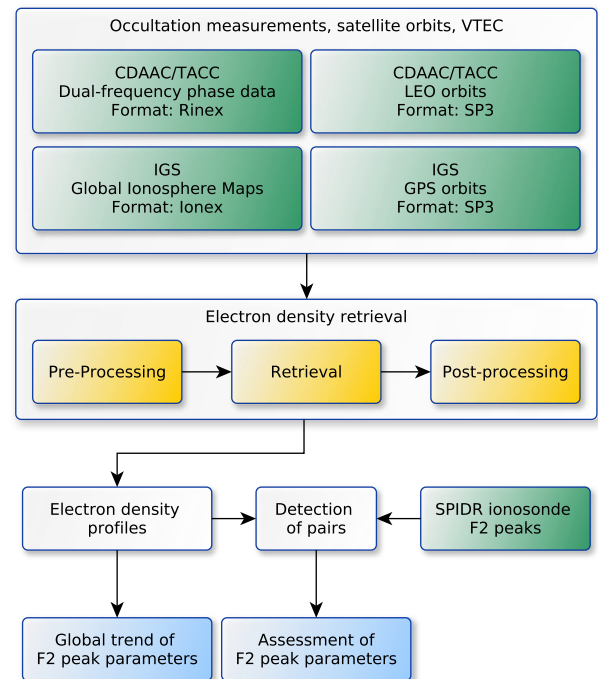 Occultation measurements, satellite orbits, VTEC
CDAAC/TACC
Dual-frequency phase data
Format: Rinex
CDAAC/TACC
LEO orbits
Format: SP3
IGS
Global Ionosphere Maps
Format: Ionex
IGS
GPS orbits
Format: SP3
Electron density retrieval
Pre-Processing
Retrieval
Post-processing
Electron density
profiles
Detection
of pairs
SPIDR ionosonde
F2 peaks
Global trend of
F2 peak parameters
Assessment of
F2 peak parameters